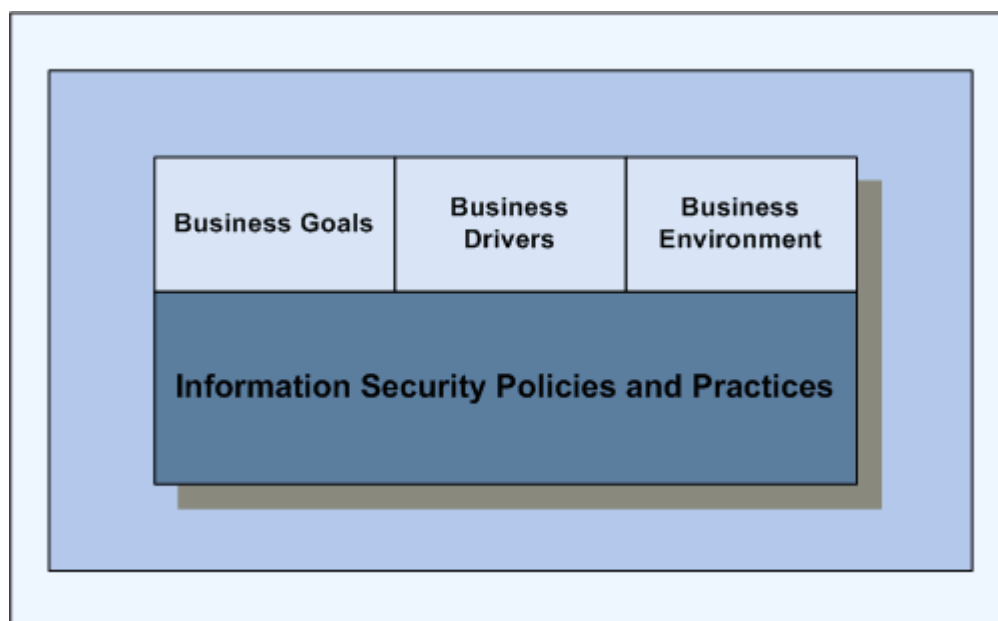 Business Goals
Business
Drivers
Business
Environment
Information Security Policies and Practices